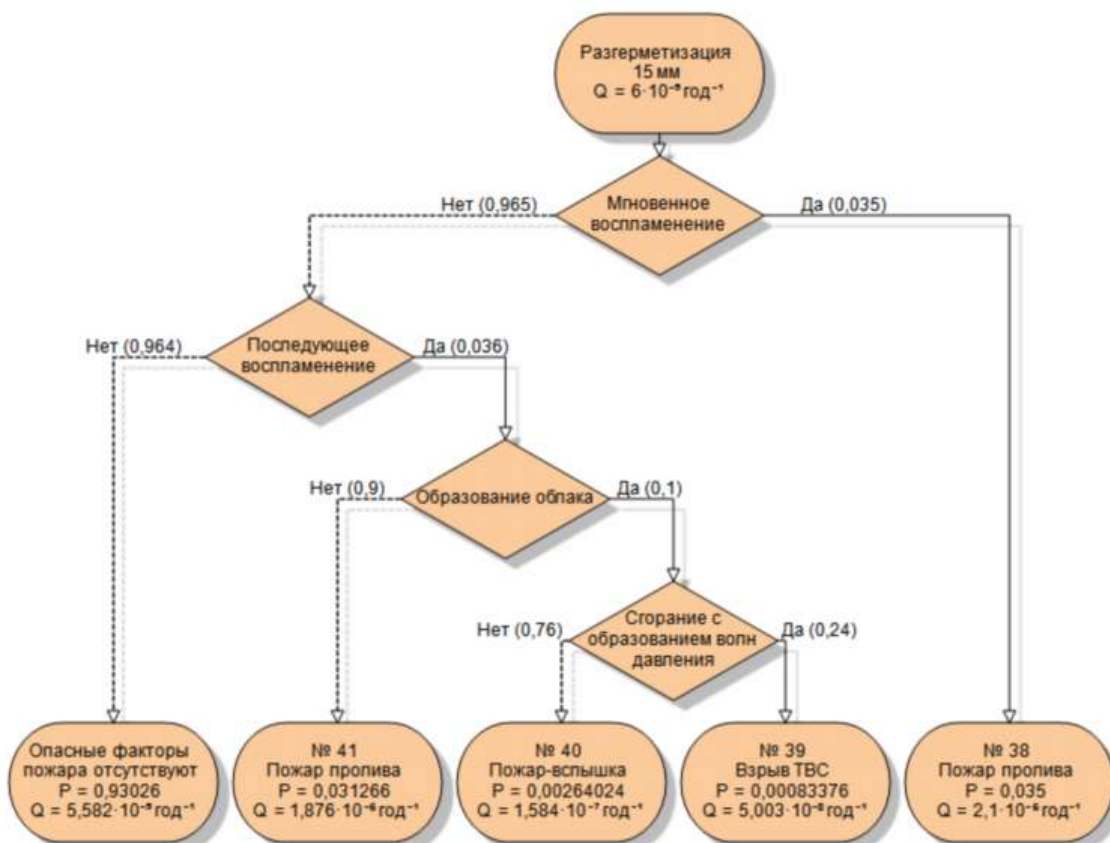 Разгерметизация
15 мм
Q = 6·10⁻⁵ год⁻¹
Мгновенное
воспламенение
Нет (0,965)
Да (0,035)
Последующее
воспламенение
Нет (0,964)
Да (0,036)
Образование облака
Нет (0,9)
Да (0,1)
Сгорание с
образованием волн
давления
Нет (0,76)
Да (0,24)
Опасные факторы
пожара отсутствуют
P = 0,93026
Q = 5,582·10⁻⁵ год⁻¹
№ 41
Пожар пролива
P = 0,031266
Q = 1,876·10⁻⁶ год⁻¹
№ 40
Пожар-вспышка
P = 0,00264024
Q = 1,584·10⁻⁷ год⁻¹
№ 39
Взрыв ТВС
P = 0,00083376
Q = 5,003·10⁻⁸ год⁻¹
№ 38
Пожар пролива
P = 0,035
Q = 2,1·10⁻⁶ год⁻¹